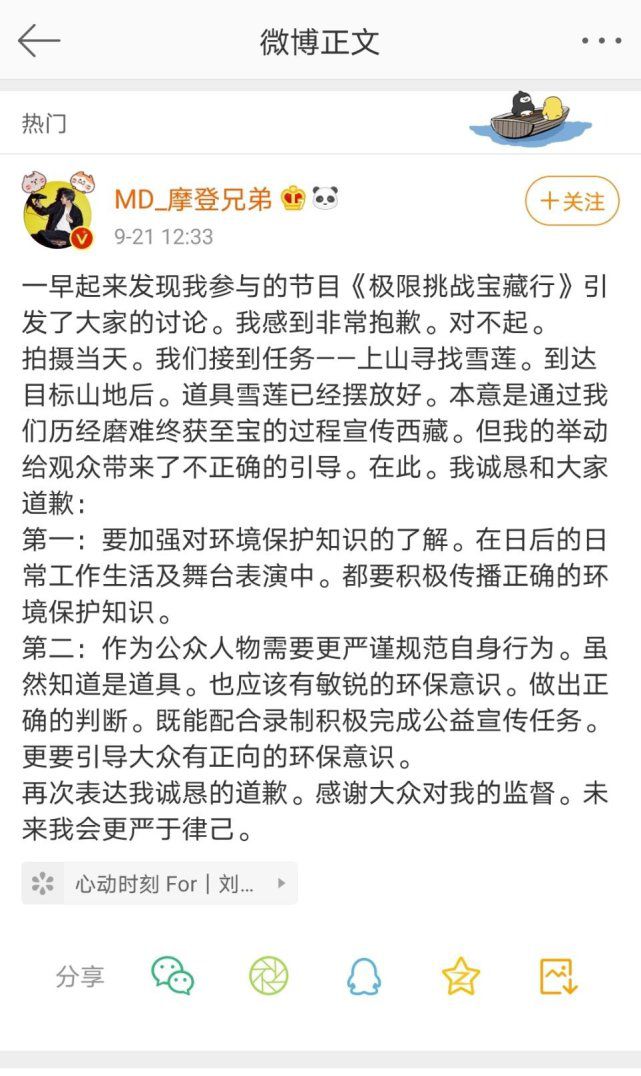 微博正文
热门
MD_摩登兄弟
+关注
9-21 12:33
一早起来发现我参与的节目《极限挑战宝藏行》引
发了大家的讨论。我感到非常抱歉。对不起。
拍摄当天。我们接到任务——上山寻找雪莲。到达
目标山地后。道具雪莲已经摆放好。本意是通过我
们历经磨难终获至宝的过程宣传西藏。但我的举动
给观众带来了不正确的引导。在此。我诚恳和大家
道歉：
第一：要加强对环境保护知识的了解。在日后的日
常工作生活及舞台表演中。都要积极传播正确的环
境保护知识。
第二：作为公众人物需要更严谨规范自身行为。虽
然知道是道具。也应该有敏锐的环保意识。做出正
确的判断。既能配合录制积极完成公益宣传任务。
更要引导大众有正向的环保意识。
再次表达我诚恳的道歉。感谢大众对我的监督。未
来我会更严于律己。
心动时刻 For｜刘...
分享